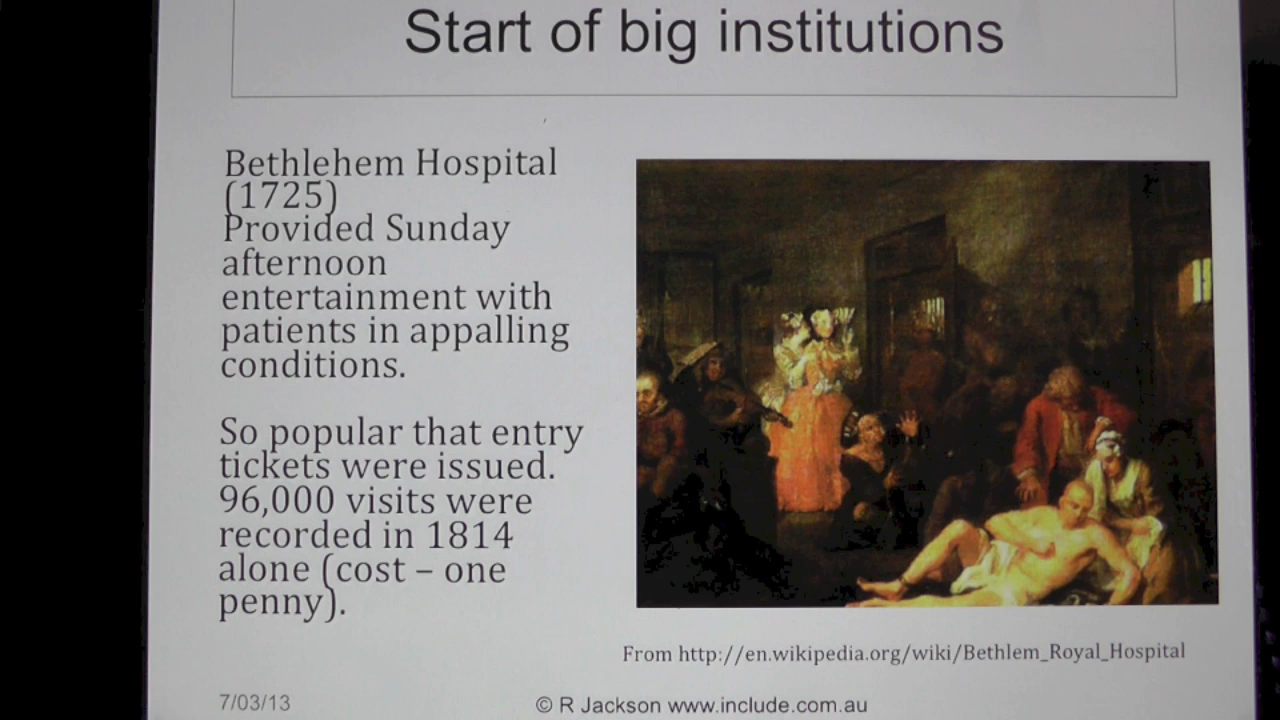 Start of big institutions
Bethlehem Hospital
(1725)
Provided Sunday
afternoon
entertainment with
patients in appalling
conditions.
So popular that entry
tickets were issued.
96,000 visits were
recorded in 1814
alone (cost – one
penny).
From http://en.wikipedia.org/wiki/Bethlem_Royal_Hospital
7/03/13
© R Jackson www.include.com.au